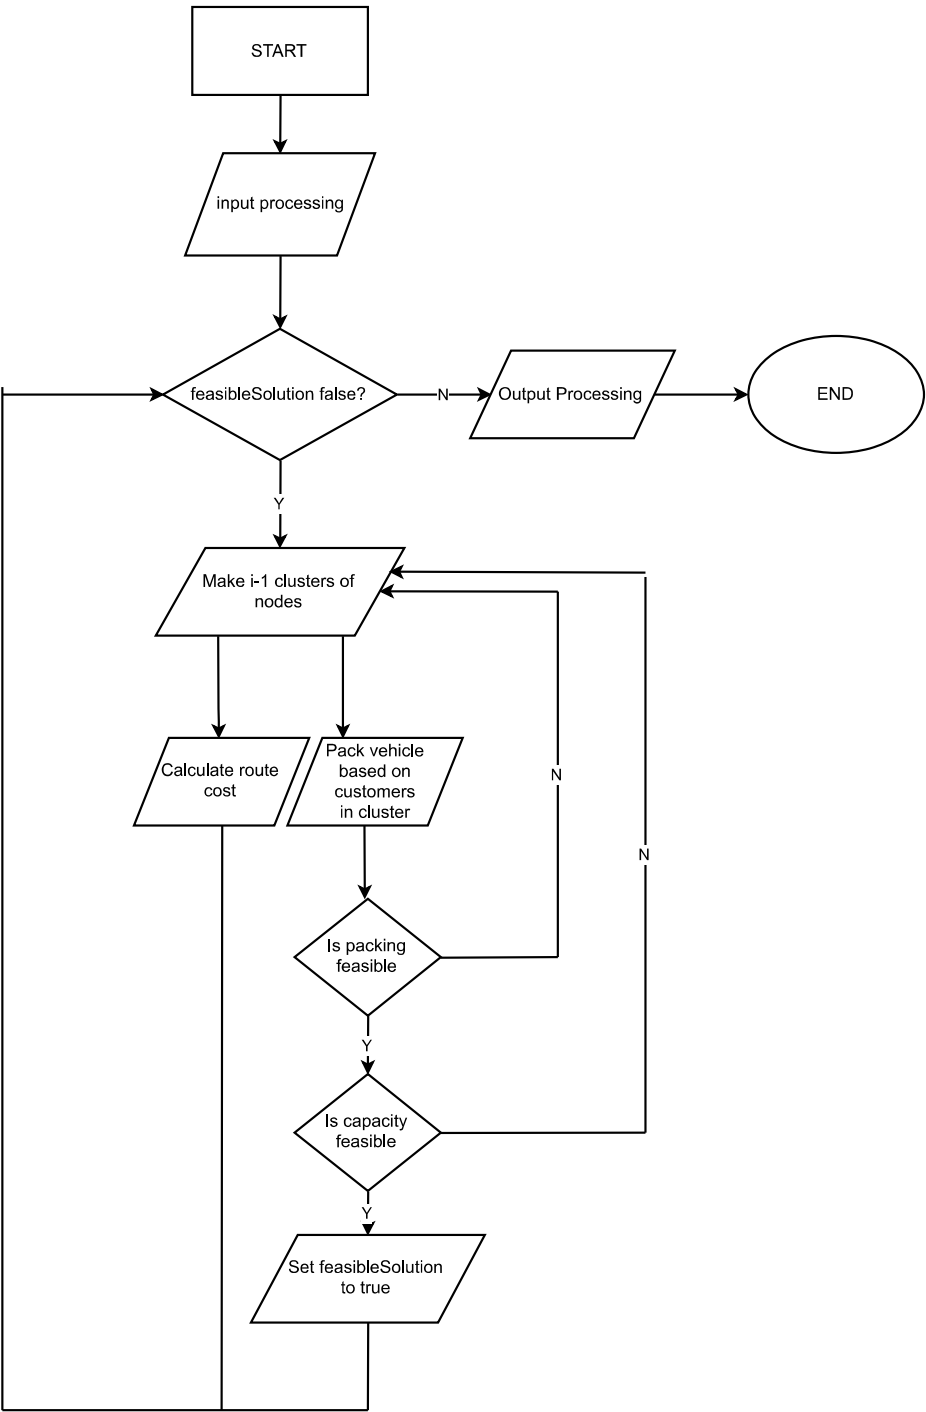 START
input processing
feasibleSolution false?
N
Output Processing
END
Y
Make i-1 clusters of
nodes
Calculate route
cost
Pack vehicle
based on
customers
in cluster
N
N
Is packing
feasible
Y
Is capacity
feasible
Y
Set feasibleSolution
to true